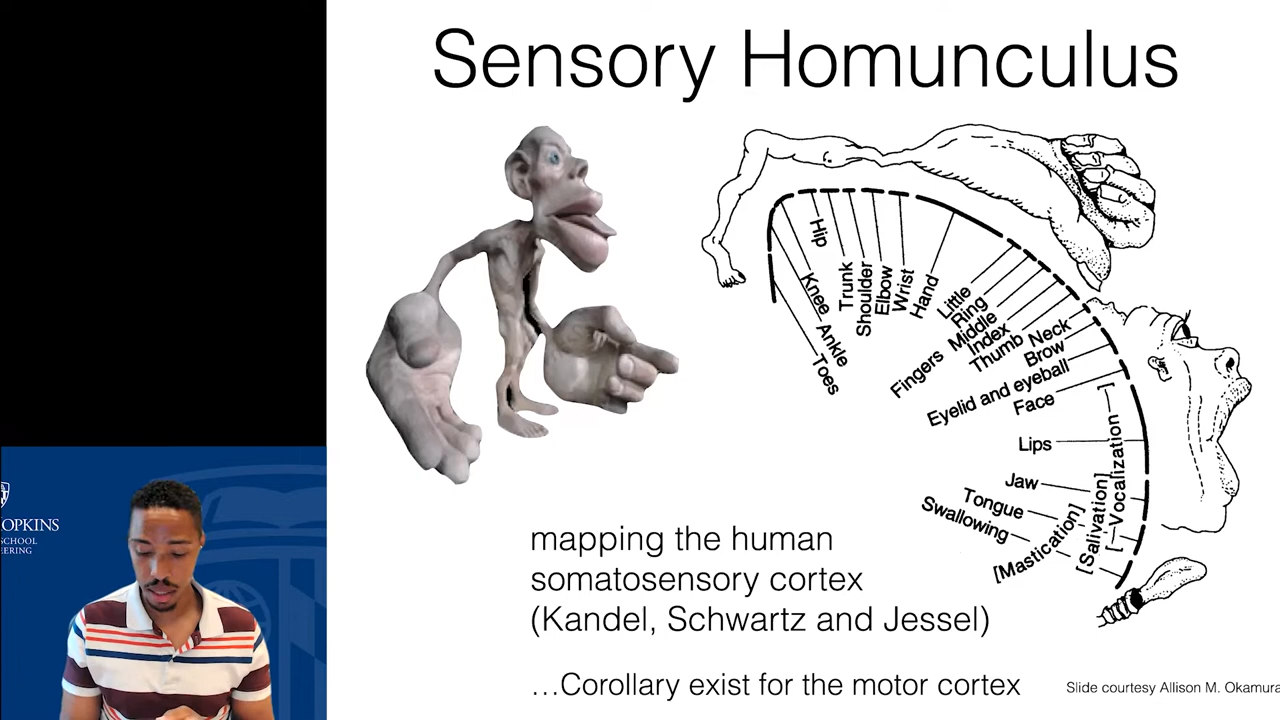 Sensory Homunculus
Hip
Knee
Ankle
Toes
Trunk
Shoulder
Elbow
Wrist
Hand
Little
Ring
Middle
Index
Thumb
Fingers
Neck
Brow
Eyelid and eyeball
Face
Lips
Jaw
Tongue
Swallowing
[Mastication]
[Salivation]
[— Vocalization —]
mapping the human
somatosensory cortex
(Kandel, Schwartz and Jessel)
…Corollary exist for the motor cortex
Slide courtesy Allison M. Okamura
OPKINS
SCHOOL
EERING